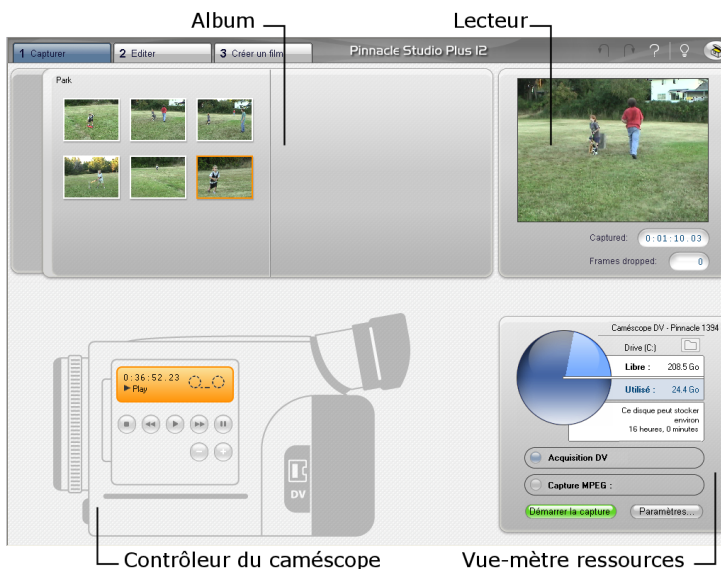 Album
Lecteur
1 Capturer
2 Editer
3 Créer un film
Pinnacle Studio Plus 12
?
Park
Captured: 0:01:10.03
Frames dropped: 0
0:36:52.23
Play
DV
Caméscope DV - Pinnacle 1394
Drive (C:)
Libre : 208.5 Go
Utilisé : 24.4 Go
Ce disque peut stocker
environ
16 heures, 0 minutes
Acquisition DV
Capture MPEG :
Démarrer la capture
Paramètres...
Contrôleur du caméscope
Vue-mètre ressources